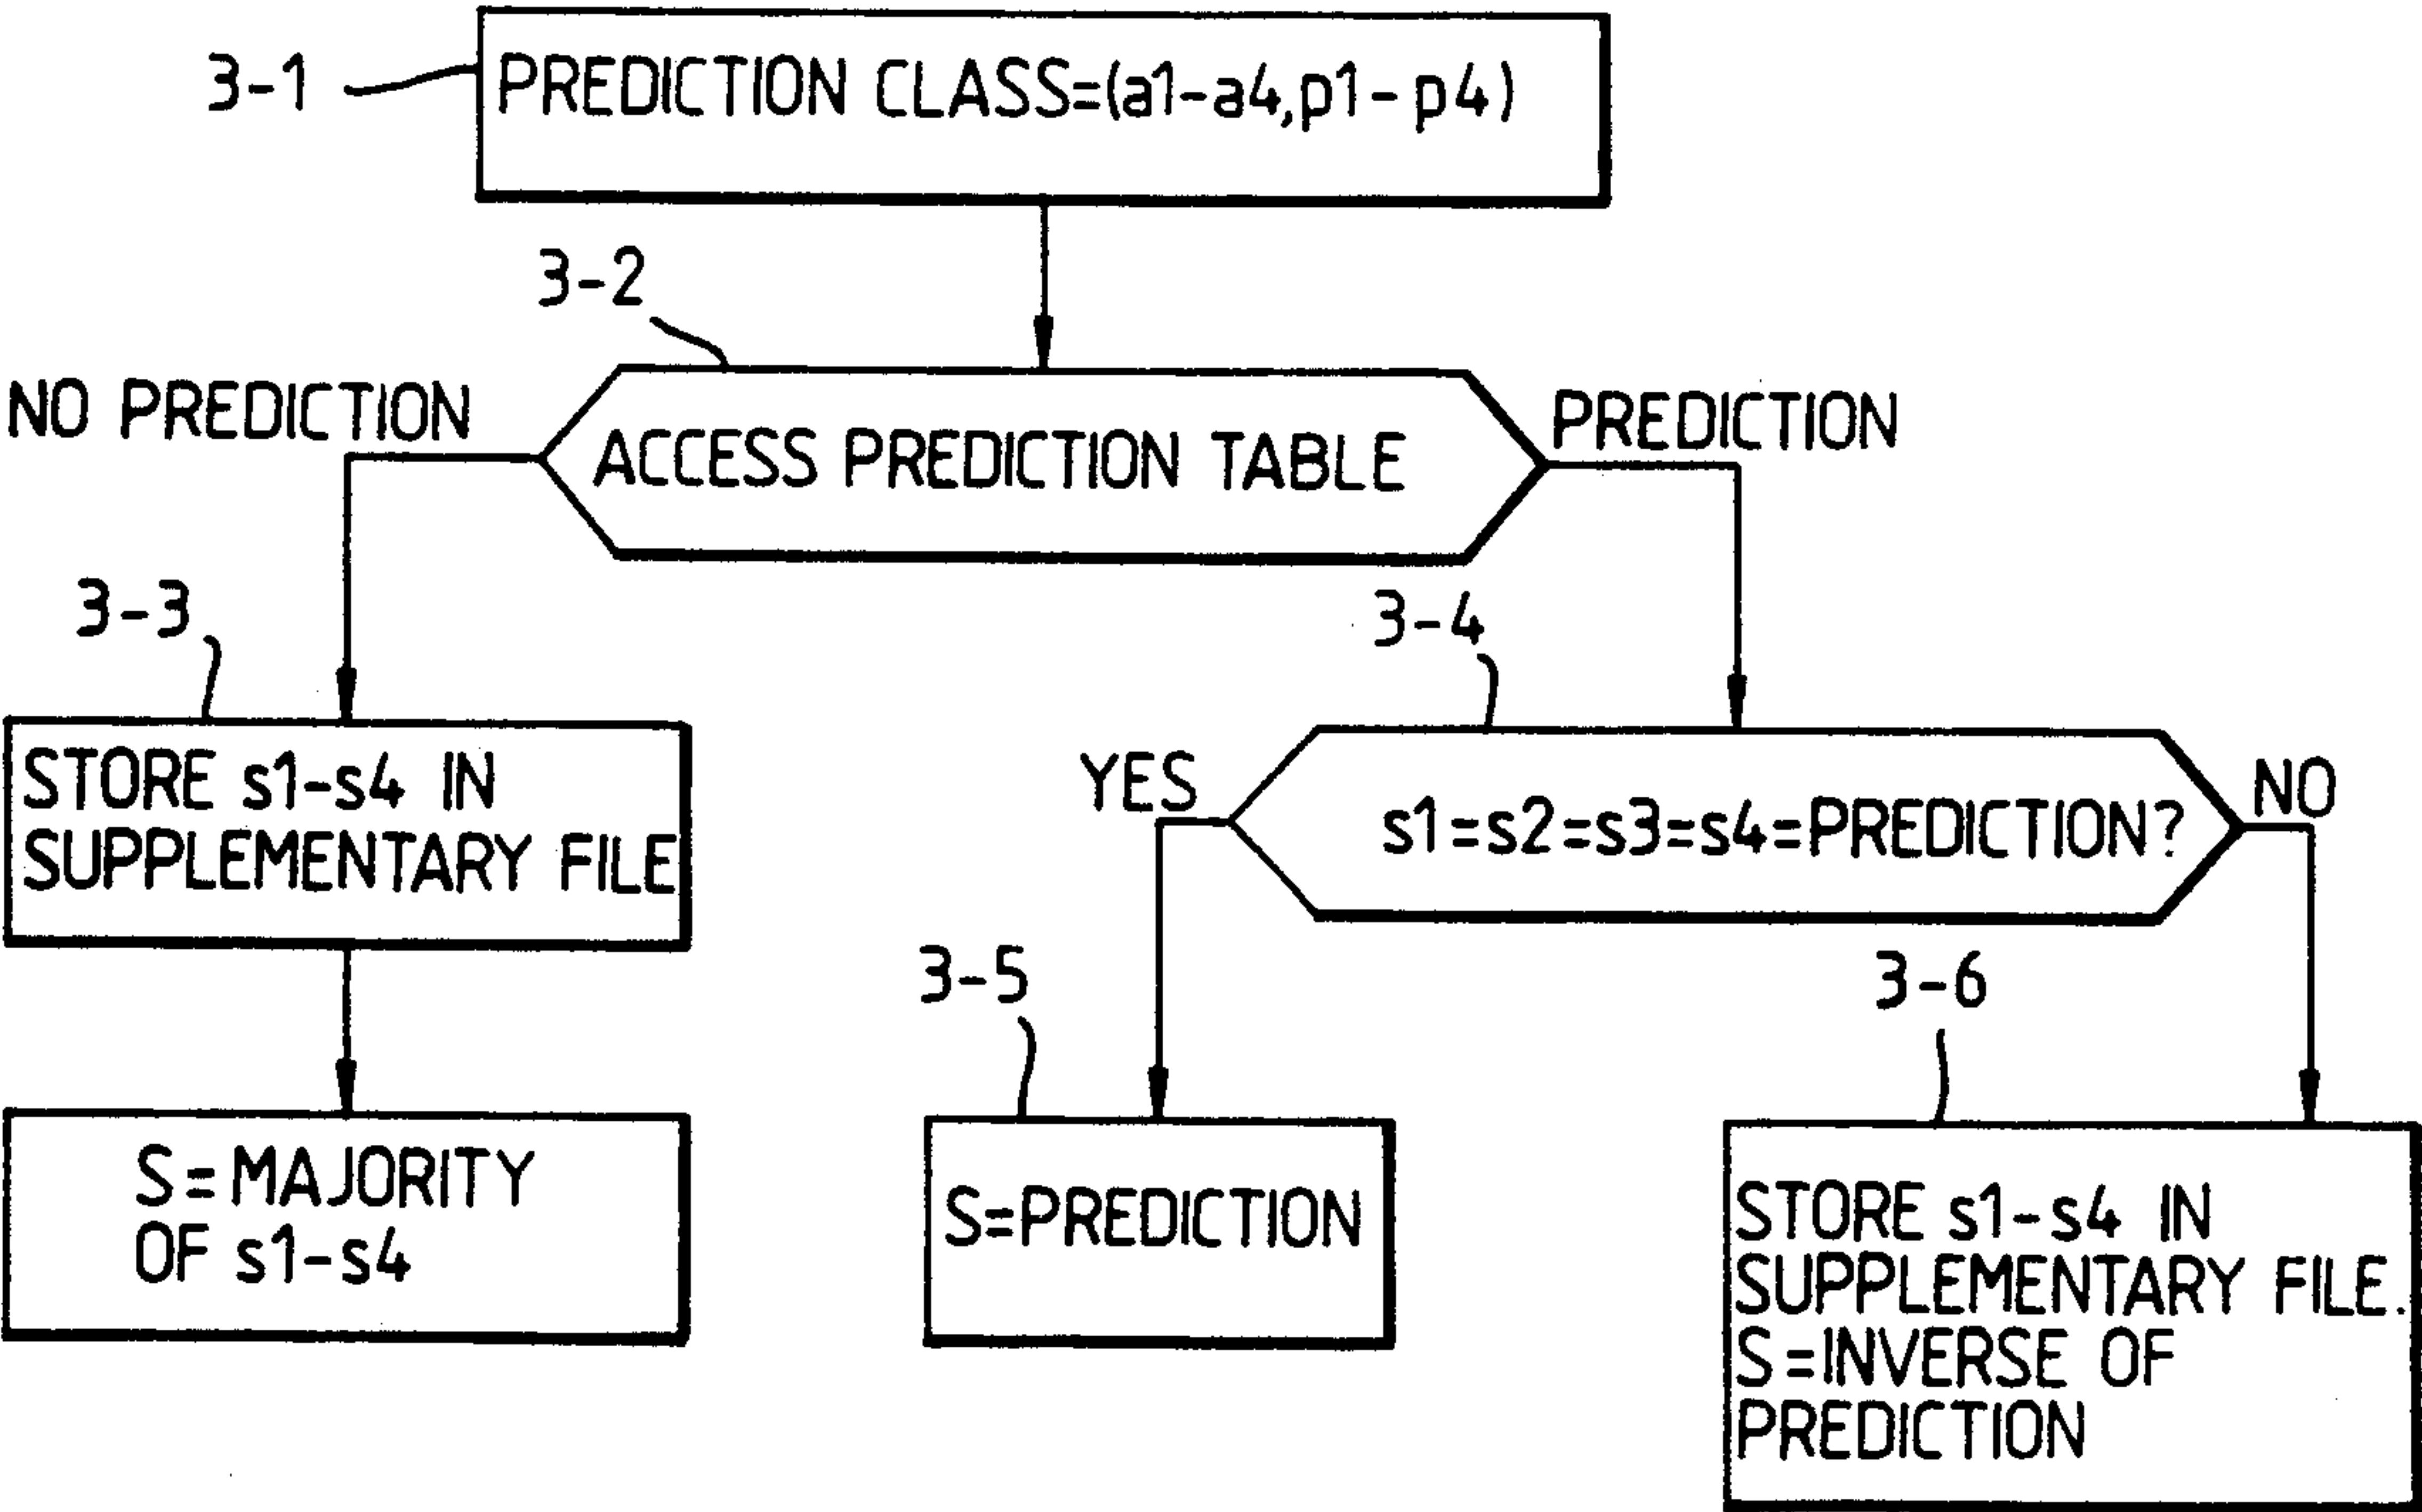 3-1
PREDICTION CLASS=(a1-a4,p1-p4)
3-2
NO PREDICTION
ACCESS PREDICTION TABLE
PREDICTION
3-3
3-4
STORE s1-s4 IN
SUPPLEMENTARY FILE
YES
s1=s2=s3=s4=PREDICTION?
NO
3-5
3-6
S=MAJORITY
OF s1-s4
S=PREDICTION
STORE s1-s4 IN
SUPPLEMENTARY FILE.
S=INVERSE OF
PREDICTION